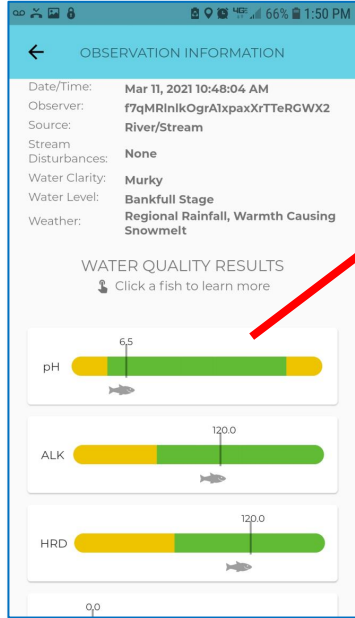 4GE 66% 1:50 PM
OBSERVATION INFORMATION
Date/Time: Mar 11, 2021 10:48:04 AM
Observer: f7qMRInlkOgrA1xpaxXrTTeRGWX2
Source: River/Stream
Stream
Disturbances: None
Water Clarity: Murky
Water Level: Bankfull Stage
Weather: Regional Rainfall, Warmth Causing
Snowmelt
WATER QUALITY RESULTS
Click a fish to learn more
6.5
pH
120.0
ALK
120.0
HRD
0.0